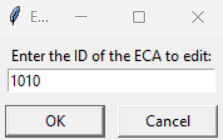 E...
Enter the ID of the ECA to edit:
1010
OK Cancel